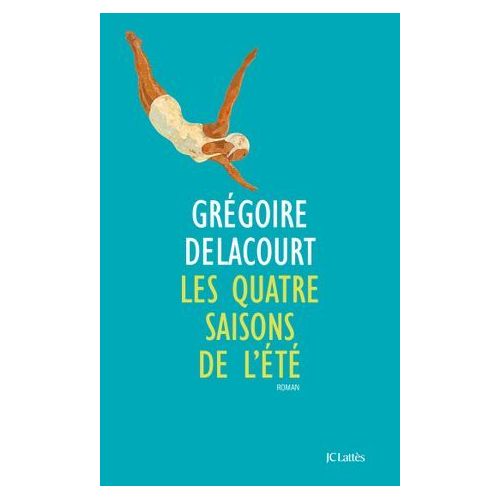 GRÉGOIRE
DELACOURT
LES QUATRE
SAISONS
DE L'ÉTÉ
ROMAN
JC Lattès